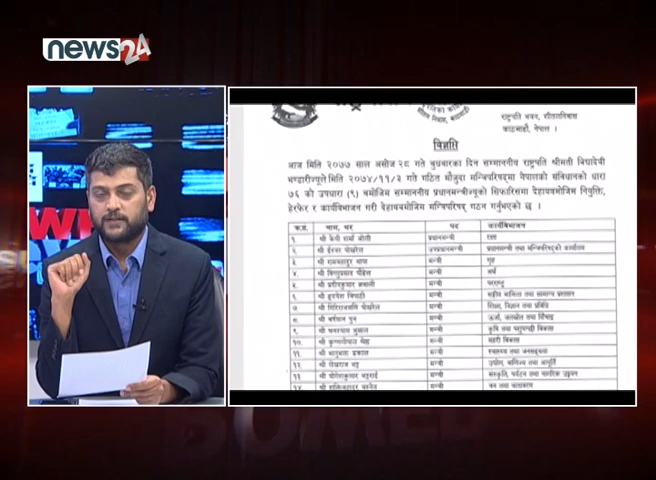 news24
राष्ट्रपति भवन, शीतलनिवास
काठमाडौं, नेपाल ।
विज्ञप्ति
आज मिति २०७७ साल असोज २८ गते बुधवारका दिन सम्माननीय राष्ट्रपति श्रीमती बिद्यादेवी
भण्डारीज्यूले मिति २०७४/११/३ गते गठित मौजुदा मन्त्रिपरिषद्‌मा नेपालको संविधानको धारा
७६ को उपधारा (९) बमोजिम सम्माननीय प्रधानमन्त्रीज्यूको सिफारिसमा देहायबमोजिम नियुक्ति,
हेरफेर र कार्यविभाजन गरी देहायबमोजिम मन्त्रिपरिषद् गठन गर्नुभएको छ ।
क्र.सं. नाम, थर पद कार्यविभाजन
१. श्री केपी शर्मा ओली प्रधानमन्त्री
२. श्री ईश्वर पोखरेल उपप्रधानमन्त्री प्रधानमन्त्री तथा मन्त्रिपरिषद्को कार्यालय
३. श्री रामबहादुर थापा मन्त्री गृह
४. श्री विष्णुप्रसाद पौडेल मन्त्री अर्थ
५. श्री प्रदीपकुमार ज्ञवाली मन्त्री परराष्ट्र
६. श्री हृदयेश त्रिपाठी मन्त्री सङ्घीय मामिला तथा सामान्य प्रशासन
७. श्री गिरिराजमणि पोखरेल मन्त्री शिक्षा, विज्ञान तथा प्रविधि
८. श्री वर्षमान पुन मन्त्री ऊर्जा, जलस्रोत तथा सिंचाइ
९. श्री घनश्याम भुसाल मन्त्री कृषि तथा पशुपन्छी विकास
१०. श्री कृष्णगोपाल श्रेष्ठ मन्त्री सहरी विकास
११. श्री भानुभक्त ढकाल मन्त्री स्वास्थ्य तथा जनसङ्ख्या
१२. श्री लेखराज भट्ट मन्त्री उद्योग, वाणिज्य तथा आपूर्ति
१३. श्री योगेशकुमार भट्टराई मन्त्री संस्कृति, पर्यटन तथा नागरिक उड्डयन
१४. श्री शक्तिबहादुर बस्नेत मन्त्री वन तथा वातावरण